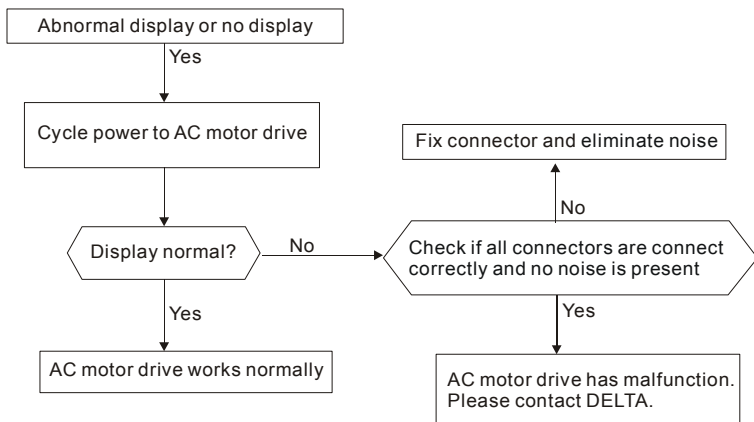 Abnormal display or no display
Yes
Cycle power to AC motor drive
Fix connector and eliminate noise
No
Display normal?
No
Check if all connectors are connect
correctly and no noise is present
Yes
Yes
AC motor drive works normally
AC motor drive has malfunction.
Please contact DELTA.